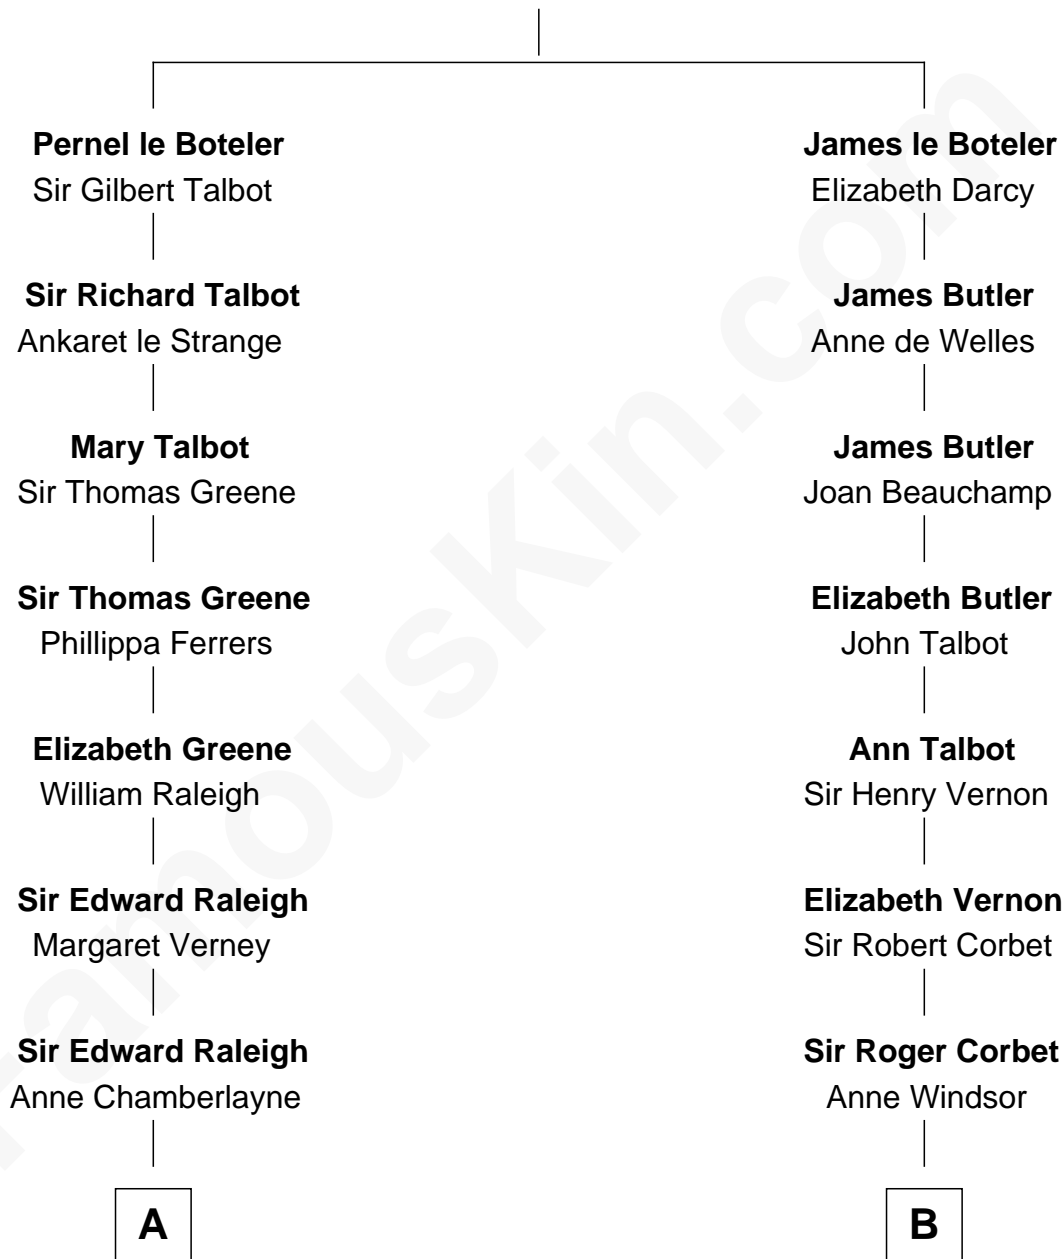 Pernel le Boteler
Sir Gilbert Talbot
James le Boteler
Elizabeth Darcy
Sir Richard Talbot
Ankaret le Strange
James Butler
Anne de Welles
Mary Talbot
Sir Thomas Greene
James Butler
Joan Beauchamp
Sir Thomas Greene
Phillippa Ferrers
Elizabeth Butler
John Talbot
Elizabeth Greene
William Raleigh
Ann Talbot
Sir Henry Vernon
Sir Edward Raleigh
Margaret Verney
Elizabeth Vernon
Sir Robert Corbet
Sir Edward Raleigh
Anne Chamberlayne
Sir Roger Corbet
Anne Windsor
A
B
FamousKin.com